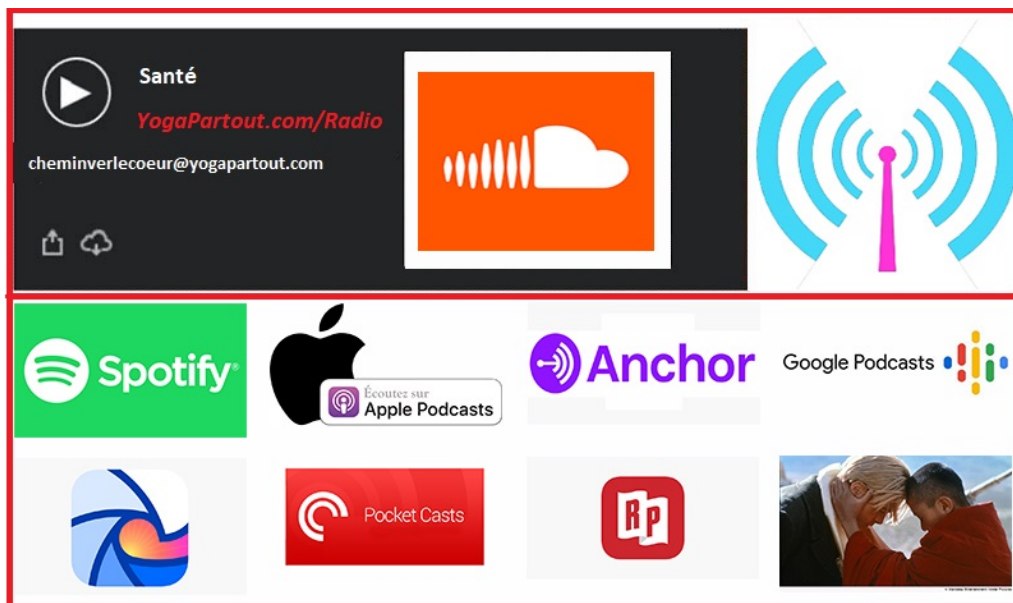 Santé
YogaPartout.com/Radio
cheminverlecoeur@yogapartout.com
Spotify®
Écoutez sur
Apple Podcasts
Anchor
Google Podcasts
Pocket Casts
RP